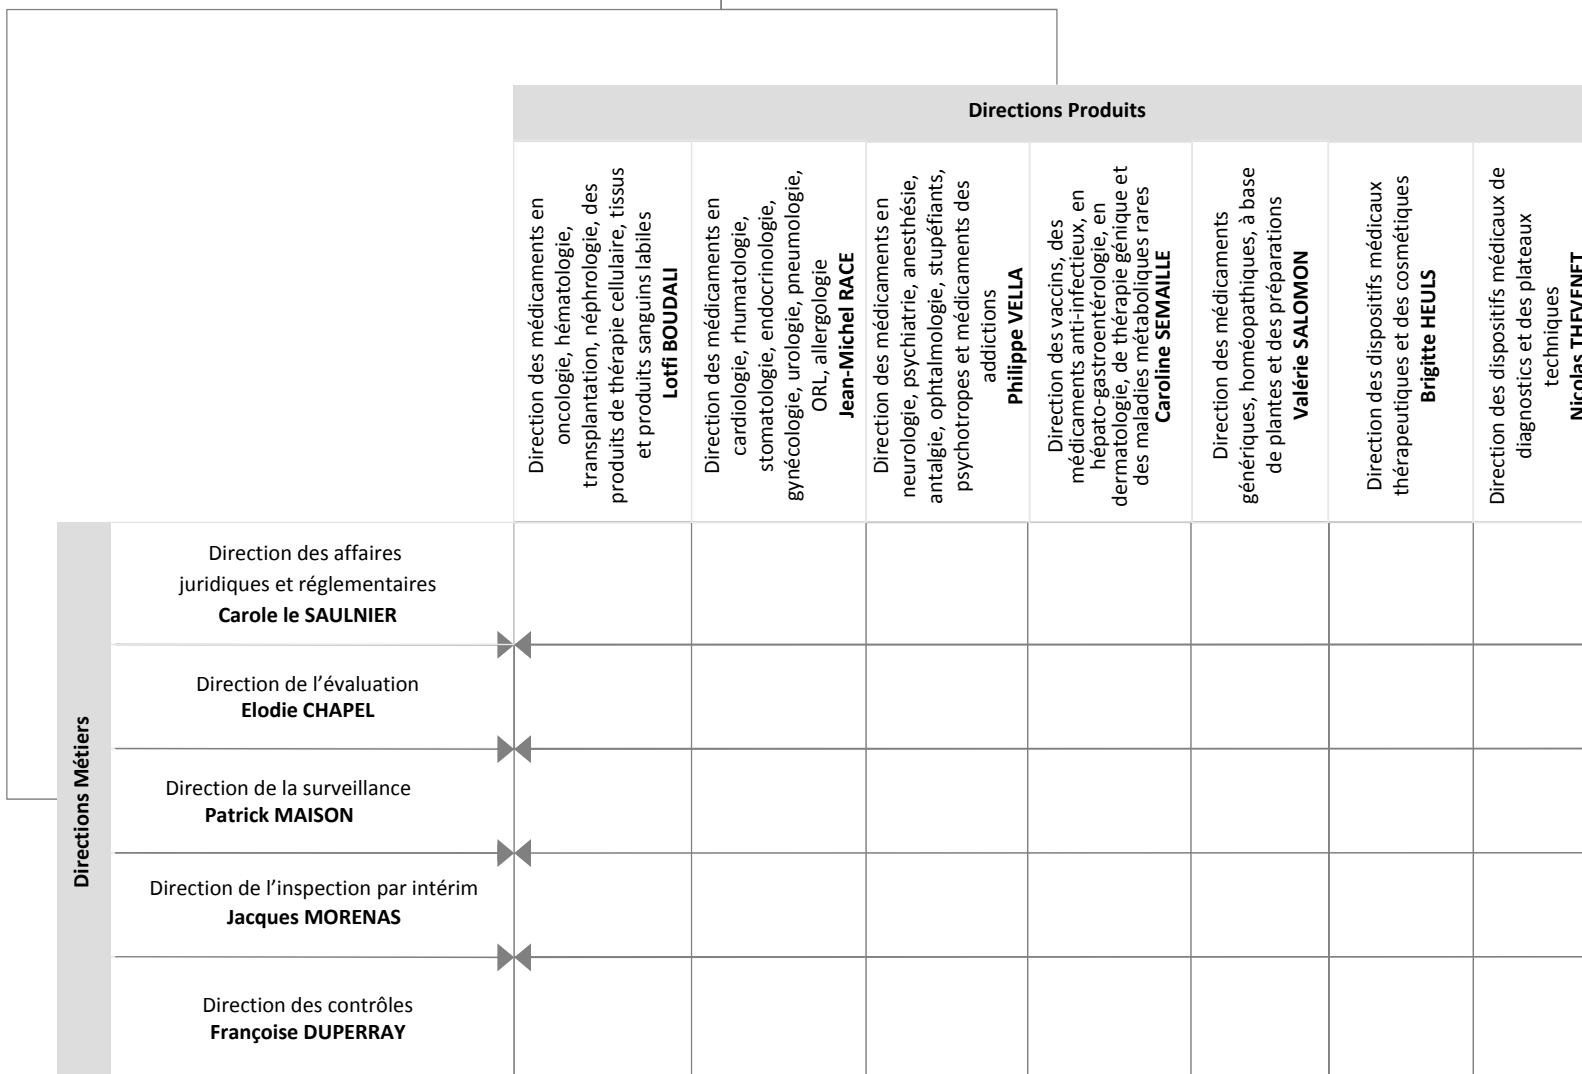 Directions Produits
Direction des médicaments en
oncologie, hématologie,
transplantation, néphrologie, des
produits de thérapie cellulaire, tissus
et produits sanguins labiles
Lotfi BOUDALI
Direction des médicaments en
cardiologie, rhumatologie,
stomatologie, endocrinologie,
gynécologie, urologie, pneumologie,
ORL, allergologie
Jean-Michel RACE
Direction des médicaments en
neurologie, psychiatrie, anesthésie,
antalgie, ophtalmologie, stupéfiants,
psychotropes et médicaments des
addictions
Philippe VELLA
Direction des vaccins, des
médicaments anti-infectieux, en
hépato-gastroentérologie, en
dermatologie, de thérapie génique et
des maladies métaboliques rares
Caroline SEMAILLE
Direction des médicaments
génériques, homéopathiques, à base
de plantes et des préparations
Valérie SALOMON
Direction des dispositifs médicaux
thérapeutiques et des cosmétiques
Brigitte HEULS
Direction des dispositifs médicaux de
diagnostics et des plateaux
techniques
Nicolas THEVENET
Directions Métiers
Direction des affaires
juridiques et réglementaires
Carole le SAULNIER
Direction de l’évaluation
Elodie CHAPEL
Direction de la surveillance
Patrick MAISON
Direction de l’inspection par intérim
Jacques MORENAS
Direction des contrôles
Françoise DUPERRAY